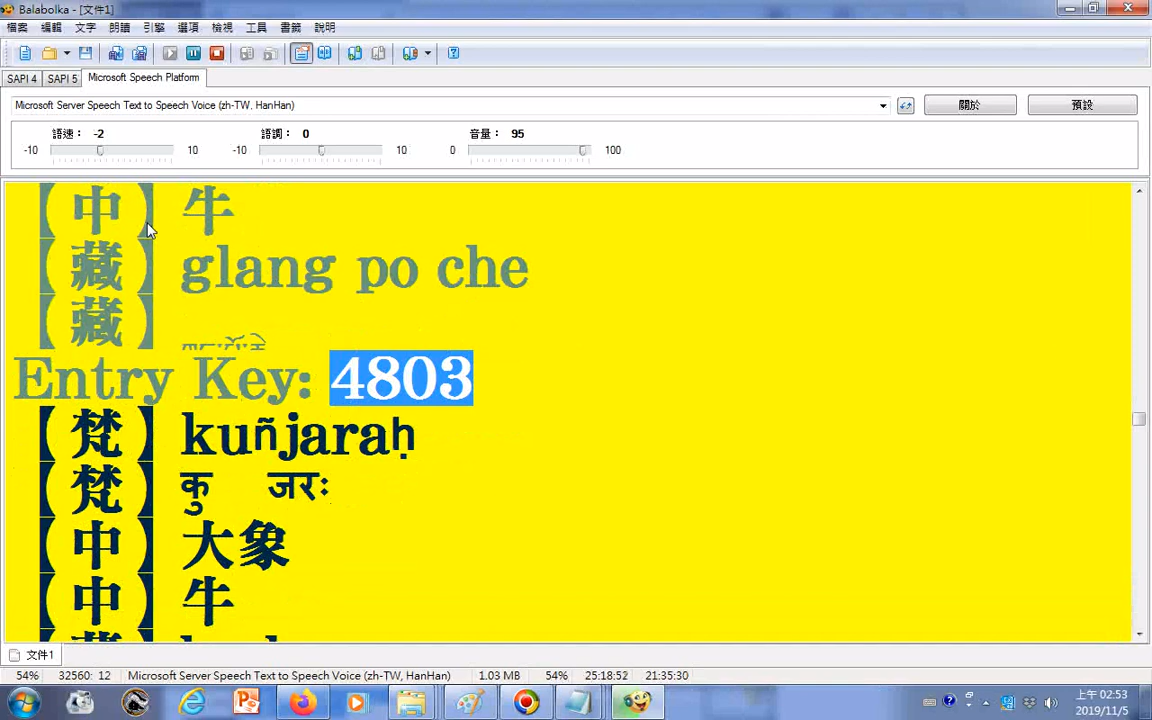 Balabolka - [文件1]
檔案 編輯 文字 朗讀 引擎 選項 檢視 工具 書籤 說明
SAPI 4 SAPI 5 Microsoft Speech Platform
Microsoft Server Speech Text to Speech Voice (zh-TW, HanHan) 關於 預設
語速： -2 語調： 0 音量： 95
-10 10 -10 10 0 100
【中】 牛
【藏】 glang po che
【藏】
Entry Key: 4803
【梵】 kuñjaraḥ
【梵】 कु जरः
【中】 大象
【中】 牛
文件1
54% 32560: 12 Microsoft Server Speech Text to Speech Voice (zh-TW, HanHan) 1.03 MB 54% 25:18:52 21:35:30
上午 02:53
2019/11/5